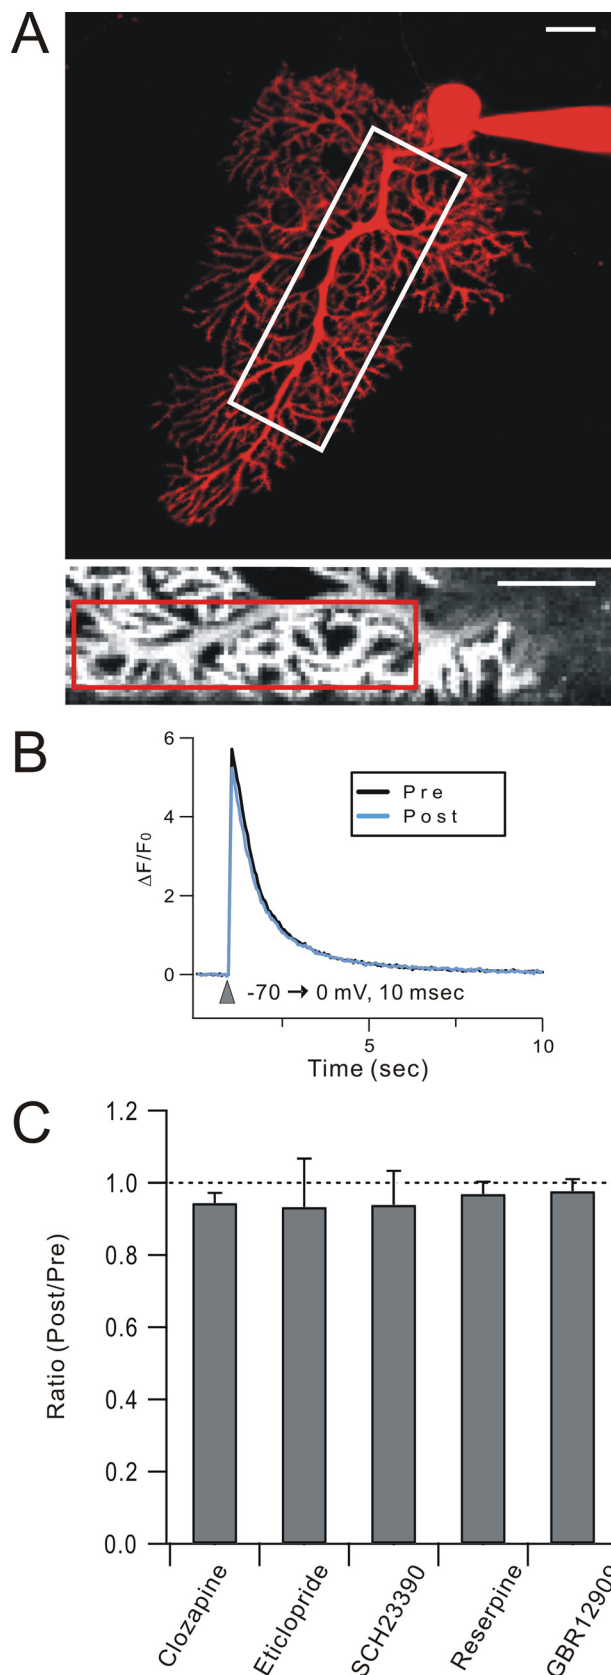 A
B
6
4
2
0
ΔF/F0
Pre
Post
-70 → 0 mV, 10 msec
5
10
Time (sec)
C
1.2
1.0
0.8
0.6
0.4
0.2
0.0
Ratio (Post/Pre)
Clozapine
Eticlopride
SCH23390
Reserpine
GBR12909